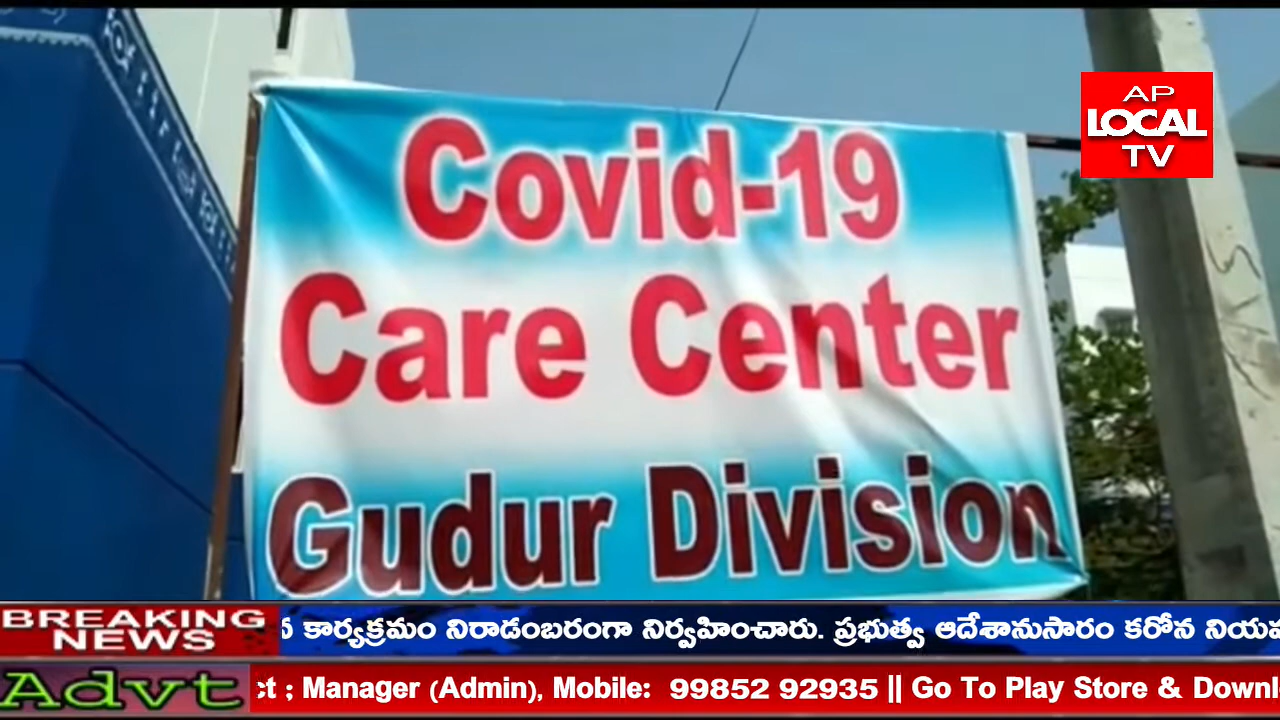 AP
LOCAL
TV
Covid-19
Care Center
Gudur Division
BREAKING
NEWS
కార్యక్రమం నిరాడంబరంగా నిర్వహించారు. ప్రభుత్వ ఆదేశానుసారం కరోన
Advt
; Manager (Admin), Mobile: 99852 92935 || Go To Play Store &